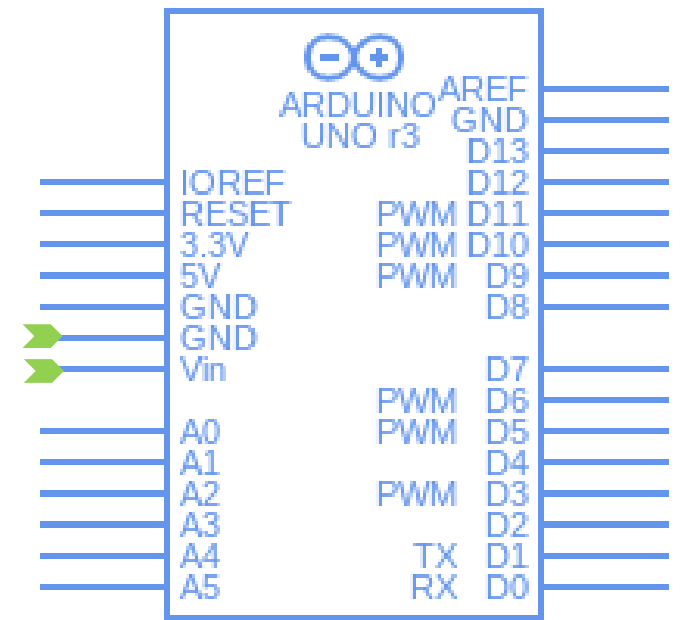 ARDUINO
UNO r3
AREF
GND
D13
IOREF D12
RESET PWM D11
3.3V PWM D10
5V PWM D9
GND D8
GND
Vin D7
PWM D6
A0 PWM D5
A1 D4
A2 PWM D3
A3 D2
A4 TX D1
A5 RX D0